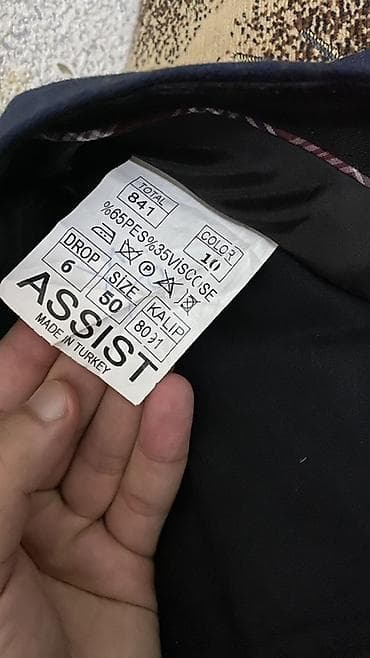 TOTAL
841
COLOR
10
%65PES%35VISCOSE
P
DROP
6
SIZE
50
KALIP
8091
ASSIST
MADE IN TURKEY